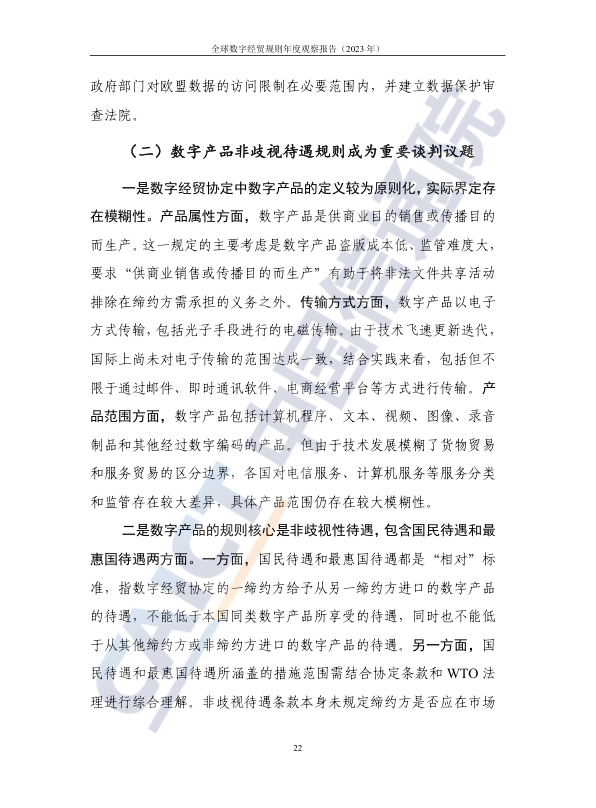 全球数字经贸规则年度观察报告（2023 年）
政府部门对欧盟数据的访问限制在必要范围内，并建立数据保护审
查法院。
（二）数字产品非歧视待遇规则成为重要谈判议题
一是数字经贸协定中数字产品的定义较为原则化，实际界定存
在模糊性。产品属性方面，数字产品是供商业目的销售或传播目的
而生产。这一规定的主要考虑是数字产品盗版成本低、监管难度大，
要求“供商业销售或传播目的而生产”有助于将非法文件共享活动
排除在缔约方需承担的义务之外。传输方式方面，数字产品以电子
方式传输，包括光子手段进行的电磁传输。由于技术飞速更新迭代，
国际上尚未对电子传输的范围达成一致，结合实践来看，包括但不
限于通过邮件、即时通讯软件、电商经营平台等方式进行传输。产
品范围方面，数字产品包括计算机程序、文本、视频、图像、录音
制品和其他经过数字编码的产品。但由于技术发展模糊了货物贸易
和服务贸易的区分边界，各国对电信服务、计算机服务等服务分类
和监管存在较大差异，具体产品范围仍存在较大模糊性。
二是数字产品的规则核心是非歧视性待遇，包含国民待遇和最
惠国待遇两方面。一方面，国民待遇和最惠国待遇都是“相对”标
准，指数字经贸协定的一缔约方给予从另一缔约方进口的数字产品
的待遇，不能低于本国同类数字产品所享受的待遇，同时也不能低
于从其他缔约方或非缔约方进口的数字产品的待遇。另一方面，国
民待遇和最惠国待遇所涵盖的措施范围需结合协定条款和 WTO 法
理进行综合理解。非歧视待遇条款本身未规定缔约方是否应在市场
22
CAICT 中国信通院